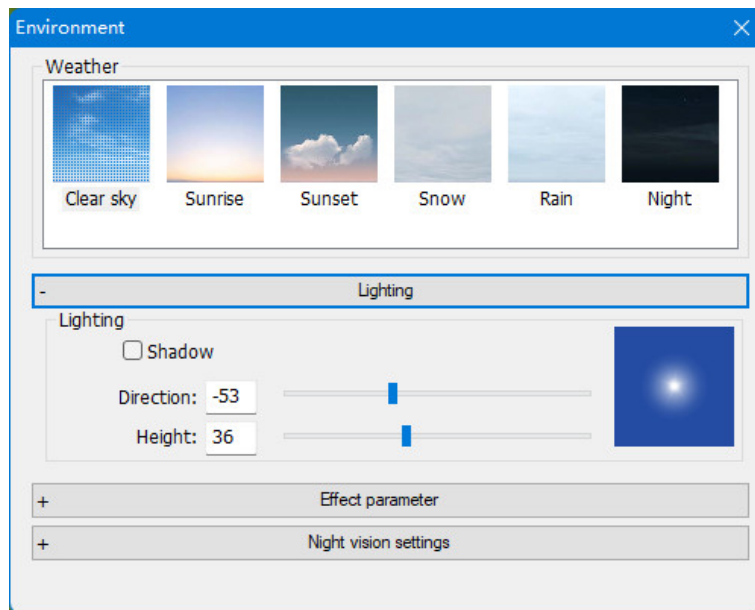 Environment
Weather
Clear sky Sunrise Sunset Snow Rain Night
- Lighting
Lighting
Shadow
Direction: -53
Height: 36
+ Effect parameter
+ Night vision settings